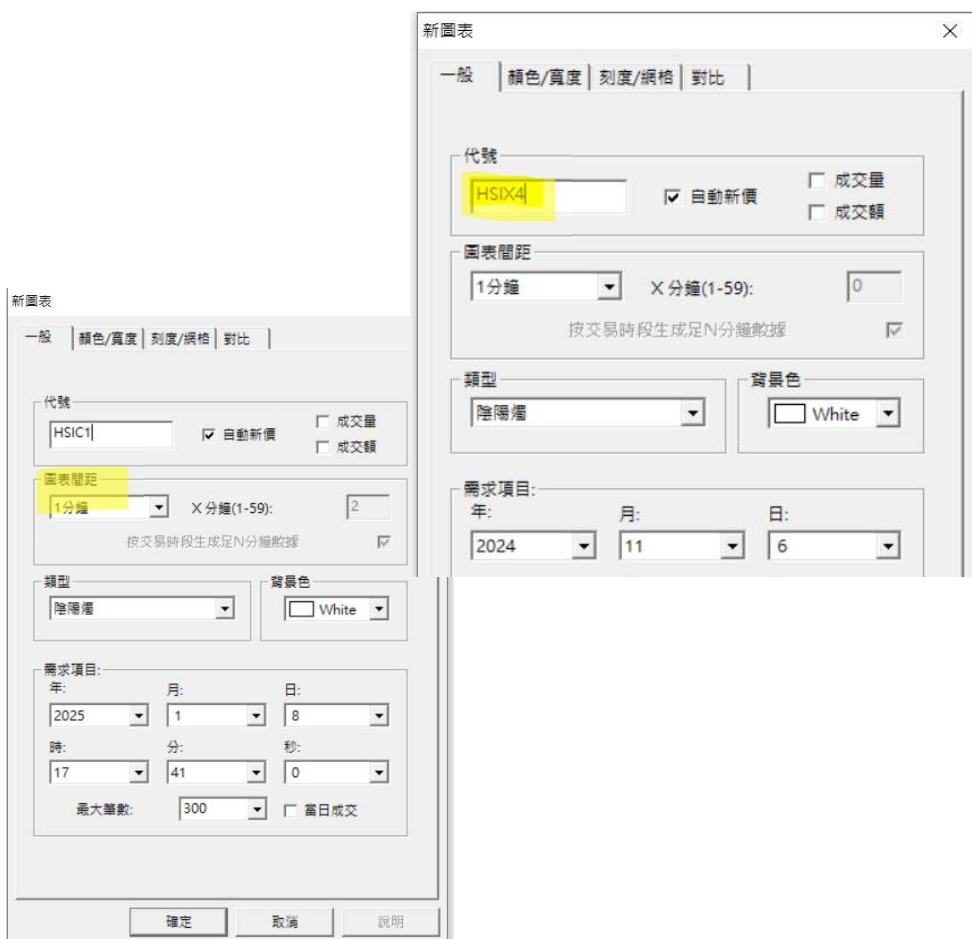 新圖表
一般 顏色/寬度 刻度/網格 對比
代號
HSIX4 自動新價 成交量
成交額
圖表間距
1分鐘 X 分鐘(1-59): 0
按交易時段生成足N分鐘數據
類型 背景色
陰陽燭 White
需求項目:
年: 月: 日:
2024 11 6
新圖表
一般 顏色/寬度 刻度/網格 對比
代號
HSIC1 自動新價 成交量
成交額
圖表間距
1分鐘 X 分鐘(1-59): 2
按交易時段生成足N分鐘數據
類型 背景色
陰陽燭 White
需求項目:
年: 月: 日:
2025 1 8
時: 分: 秒:
17 41 0
最大筆數: 300 當日成交
確定 取消 說明